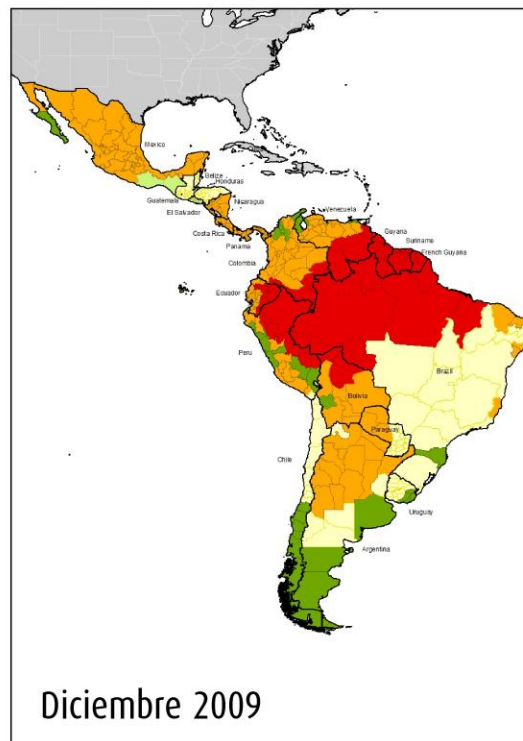 Mexico
Belize
Honduras
Guatemala
Nicaragua
El Salvador
Costa Rica
Venezuela
Panama
Guyana
Suriname
French Guyana
Colombia
Ecuador
Peru
Brazil
Bolivia
Paraguay
Chile
Uruguay
Argentina
Diciembre 2009